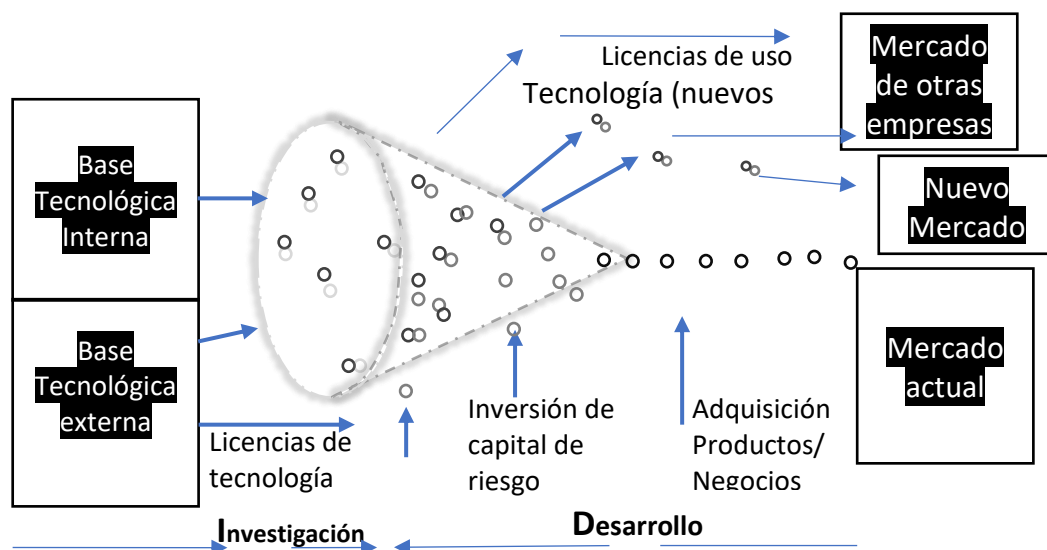 Licencias de uso
Tecnología (nuevos
Mercado
de otras
empresas
Base
Tecnológica
Interna
Nuevo
Mercado
Base
Tecnológica
externa
Mercado
actual
Licencias de
tecnología
Inversión de
capital de
riesgo
Adquisición
Productos/
Negocios
Investigación
Desarrollo